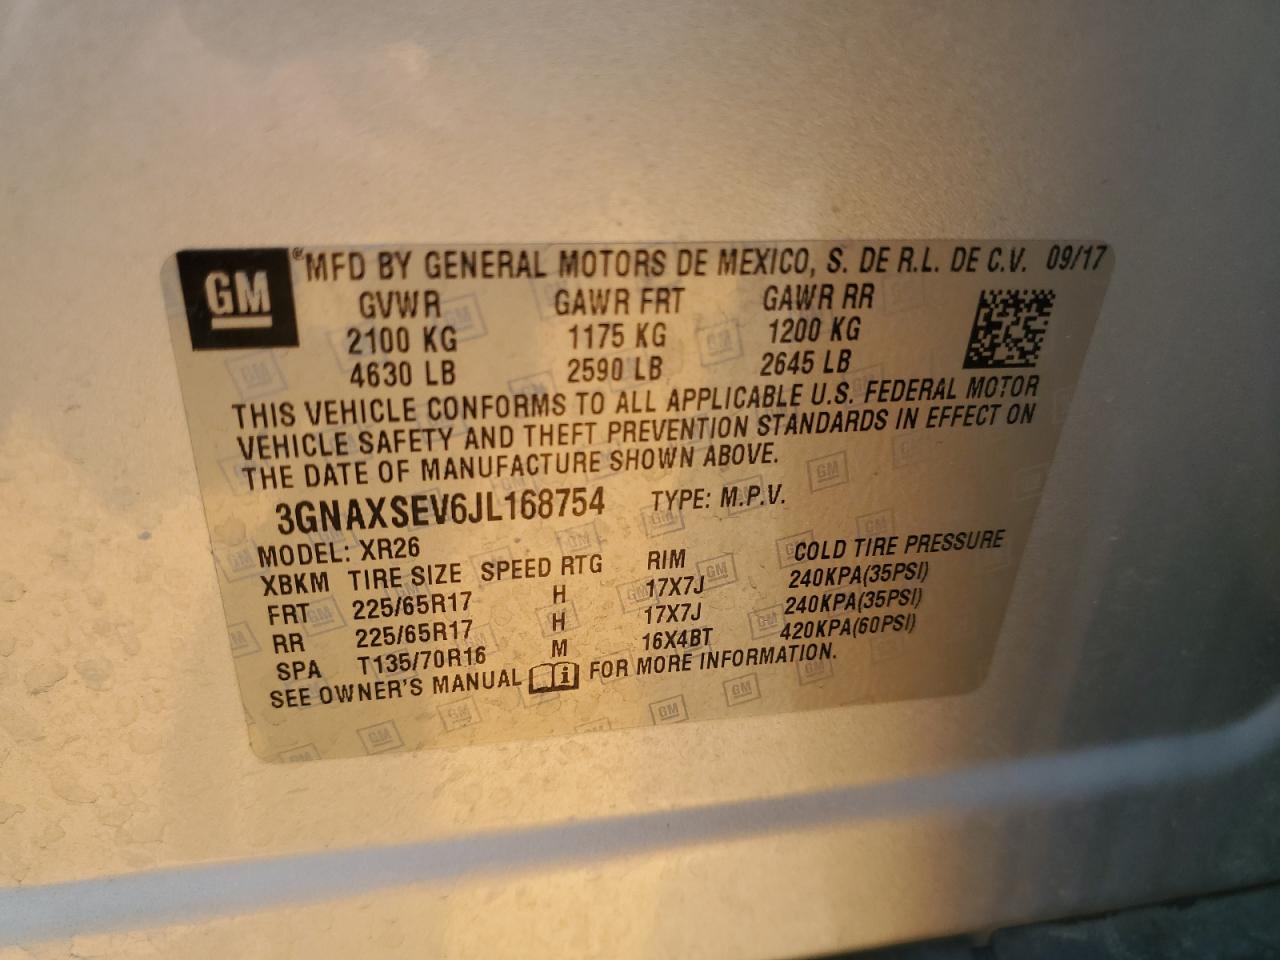 GM
®MFD BY GENERAL MOTORS DE MEXICO, S. DE R.L. DE C.V. 09/17
GVWR GAWR FRT GAWR RR
2100 KG 1175 KG 1200 KG
4630 LB 2590 LB 2645 LB
THIS VEHICLE CONFORMS TO ALL APPLICABLE U.S. FEDERAL MOTOR
VEHICLE SAFETY AND THEFT PREVENTION STANDARDS IN EFFECT ON
THE DATE OF MANUFACTURE SHOWN ABOVE.
3GNAXSEV6JL168754 TYPE: M.P.V.
MODEL: XR26
XBKM TIRE SIZE SPEED RTG RIM COLD TIRE PRESSURE
FRT 225/65R17 H 17X7J 240KPA(35PSI)
RR 225/65R17 H 17X7J 240KPA(35PSI)
SPA T135/70R16 M 16X4BT 420KPA(60PSI)
SEE OWNER'S MANUAL i FOR MORE INFORMATION.